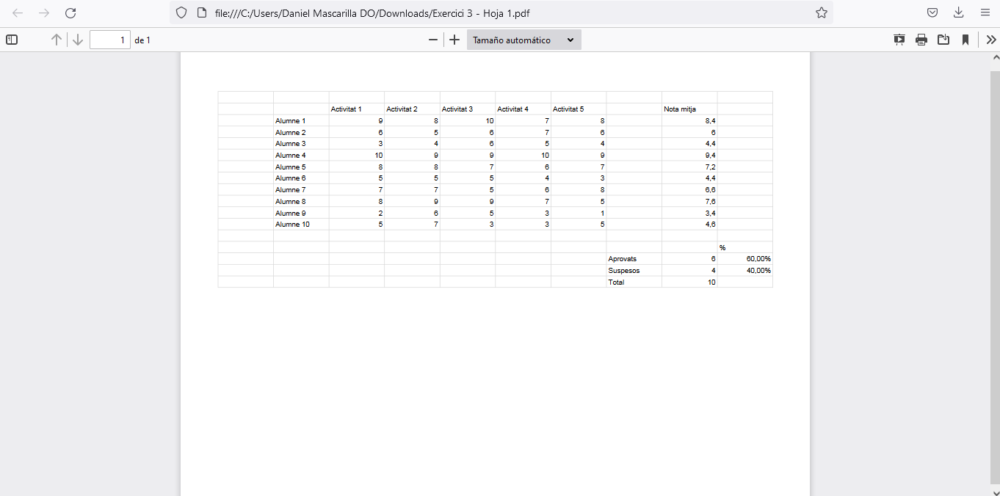 file:///C:/Users/Daniel Mascarilla DO/Downloads/Exercici 3 - Hoja 1.pdf
1 de 1 Tamaño automático
Activitat 1 Activitat 2 Activitat 3 Activitat 4 Activitat 5 Nota mitja
Alumne 1 9 8 10 7 8 8,4
Alumne 2 6 5 6 7 6 6
Alumne 3 3 4 6 5 4 4,4
Alumne 4 10 9 9 10 9 9,4
Alumne 5 8 8 7 6 7 7,2
Alumne 6 5 5 5 4 3 4,4
Alumne 7 7 7 5 6 8 6,6
Alumne 8 8 9 9 7 5 7,6
Alumne 9 2 6 5 3 1 3,4
Alumne 10 5 7 3 3 5 4,6
%
Aprovats 6 60,00%
Suspesos 4 40,00%
Total 10